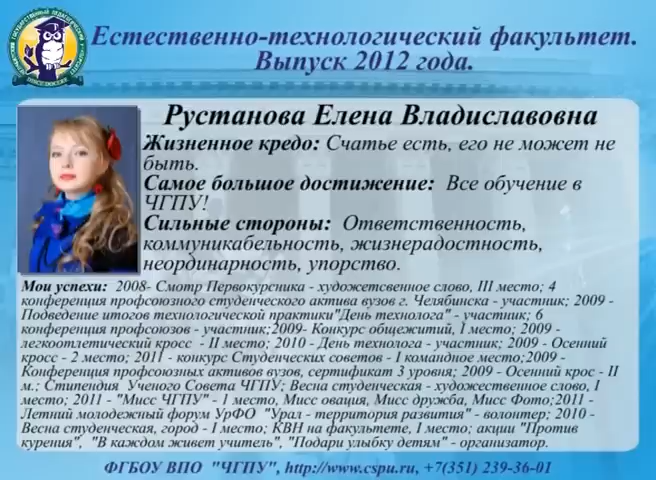 Естественно-технологический факультет.
Выпуск 2012 года.
Рустанова Елена Владиславовна
Жизненное кредо: Счатье есть, его не может не
быть.
Самое большое достижение: Все обучение в
ЧГПУ!
Сильные стороны: Ответственность,
коммуникабельность, жизнерадостность,
неординарность, упорство.
Мои успехи: 2008- Смотр Первокурсника - художетсвенное слово, III место; 4
конференция профсоюзного студенческого актива вузов г. Челябинска - участник; 2009 -
Подведение итогов технологической практики"День технолога" - участник; 6
конференция профсоюзов - участник;2009- Конкурс общежитий, I место; 2009 -
легкоотлетический кросс - II место; 2010 - День технолога - участник; 2009 - Осенний
кросс - 2 место; 2011 - конкурс Студенческих советов - I командное место;2009 -
Конференция профсоюзных активов вузов, сертификат 3 уровня; 2009 - Осенний крос - II
м.; Стипендия Ученого Совета ЧГПУ; Весна студенческая - художественное слово, I
место; 2011 - "Мисс ЧГПУ" - 1 место, Мисс овация, Мисс дружба, Мисс Фото;2011 -
Летний молодежный форум УрФО "Урал - территория развития" - волонтер; 2010 -
Весна студенческая, город - I место; КВН на факультете, I место; акции "Против
курения", "В каждом живет учитель", "Подари улыбку детям" - организатор.
ФГБОУ ВПО "ЧГПУ", http://www.cspu.ru, +7(351) 239-36-01